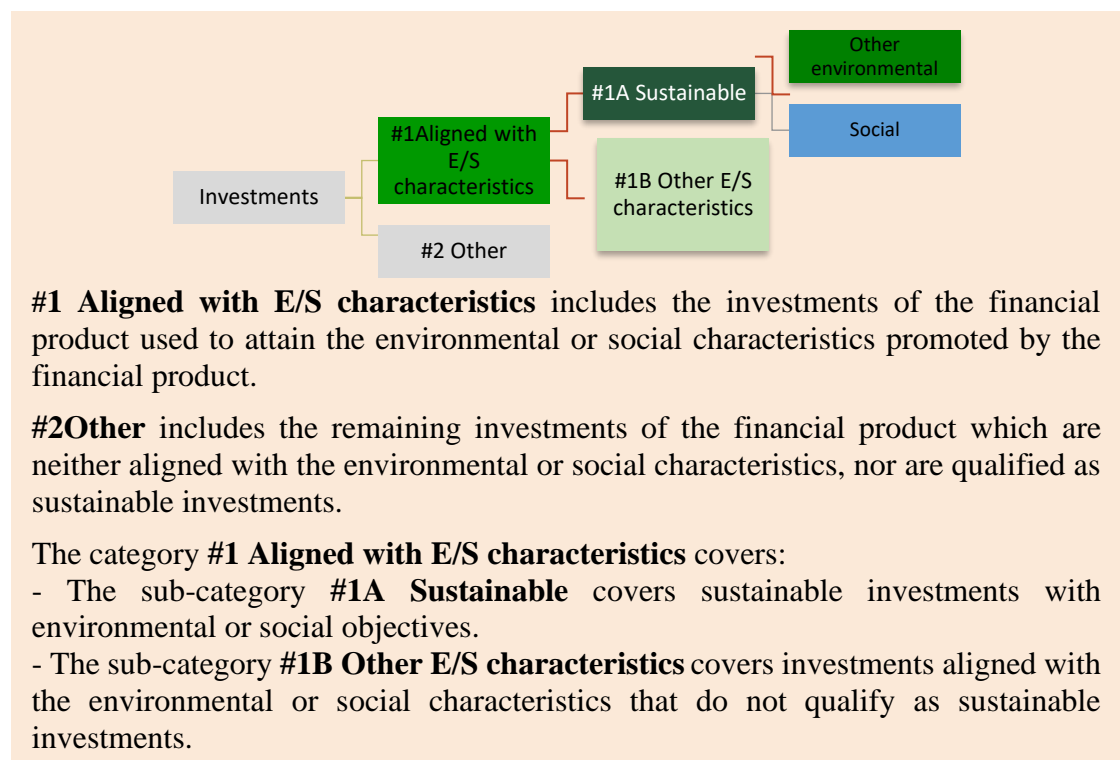 Other
environmental
#1A Sustainable
Social
#1Aligned with
E/S
characteristics
#1B Other E/S
characteristics
Investments
#2 Other
#1 Aligned with E/S characteristics includes the investments of the financial
product used to attain the environmental or social characteristics promoted by the
financial product.
#2Other includes the remaining investments of the financial product which are
neither aligned with the environmental or social characteristics, nor are qualified as
sustainable investments.
The category #1 Aligned with E/S characteristics covers:
- The sub-category #1A Sustainable covers sustainable investments with
environmental or social objectives.
- The sub-category #1B Other E/S characteristics covers investments aligned with
the environmental or social characteristics that do not qualify as sustainable
investments.